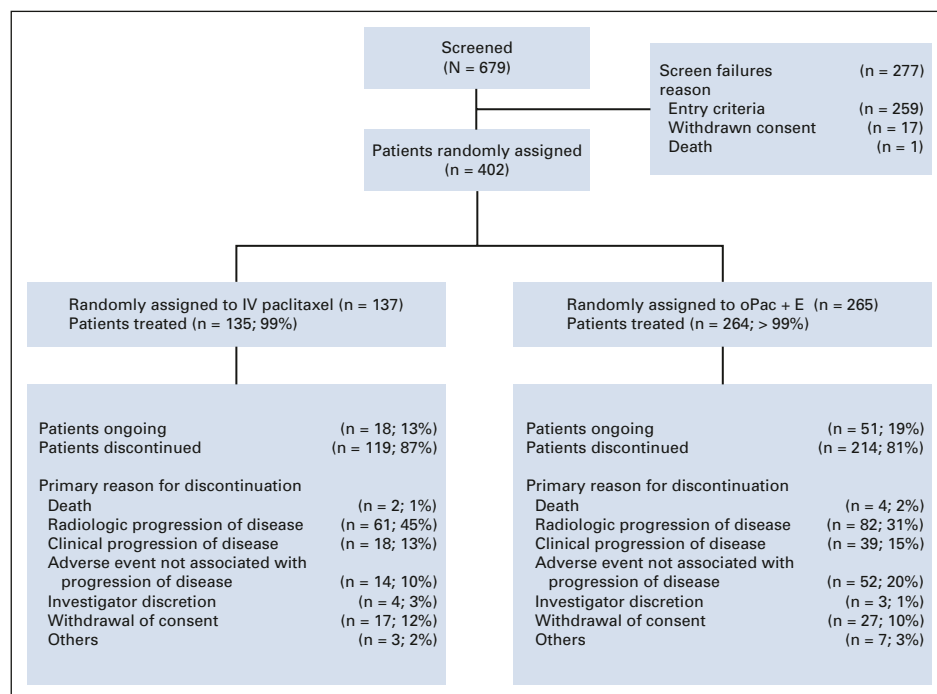 Screened
(N = 679)
Screen failures (n = 277)
reason
Entry criteria (n = 259)
Withdrawn consent (n = 17)
Death (n = 1)
Patients randomly assigned
(n = 402)
Randomly assigned to IV paclitaxel (n = 137)
Patients treated (n = 135; 99%)
Randomly assigned to oPac + E (n = 265)
Patients treated (n = 264; > 99%)
Patients ongoing (n = 18; 13%)
Patients discontinued (n = 119; 87%)
Primary reason for discontinuation
Death (n = 2; 1%)
Radiologic progression of disease (n = 61; 45%)
Clinical progression of disease (n = 18; 13%)
Adverse event not associated with
progression of disease (n = 14; 10%)
Investigator discretion (n = 4; 3%)
Withdrawal of consent (n = 17; 12%)
Others (n = 3; 2%)
Patients ongoing (n = 51; 19%)
Patients discontinued (n = 214; 81%)
Primary reason for discontinuation
Death (n = 4; 2%)
Radiologic progression of disease (n = 82; 31%)
Clinical progression of disease (n = 39; 15%)
Adverse event not associated with
progression of disease (n = 52; 20%)
Investigator discretion (n = 3; 1%)
Withdrawal of consent (n = 27; 10%)
Others (n = 7; 3%)